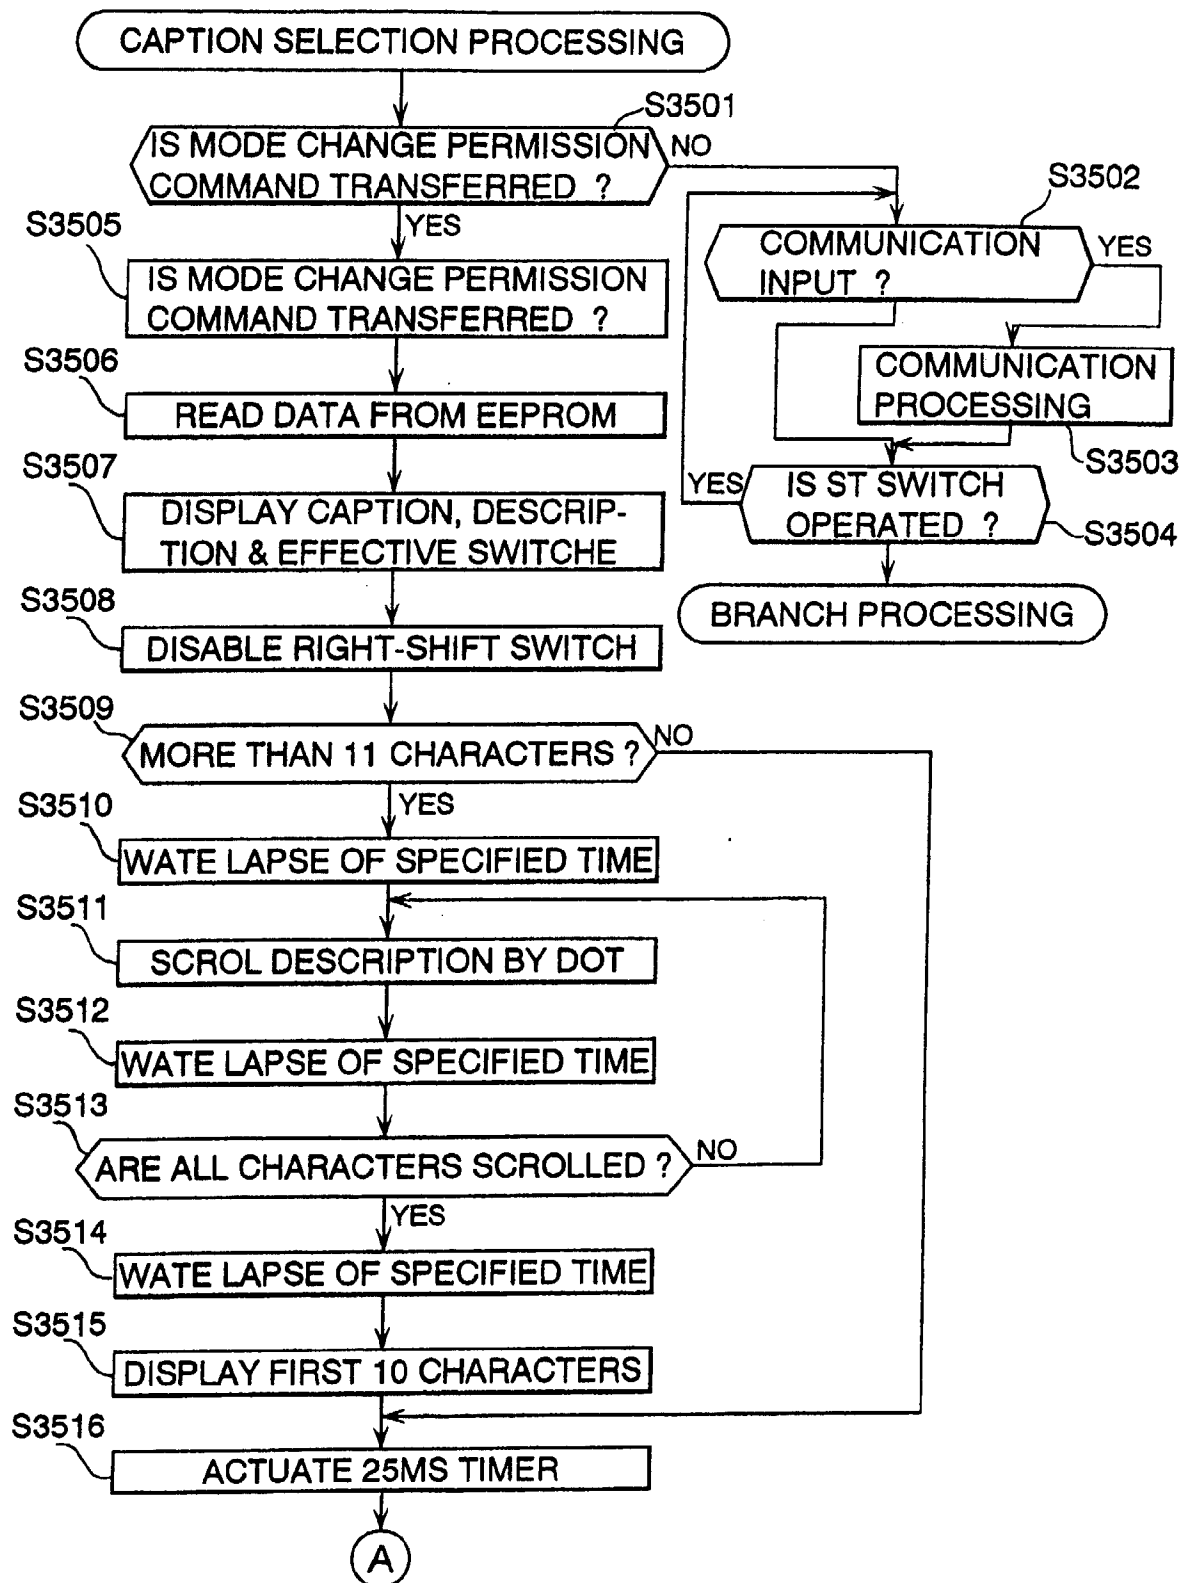 CAPTION SELECTION PROCESSING
S3501
IS MODE CHANGE PERMISSION
COMMAND TRANSFERRED ?
NO
YES
S3502
COMMUNICATION
INPUT ?
YES
COMMUNICATION
PROCESSING
S3503
IS ST SWITCH
OPERATED ?
YES
S3504
BRANCH PROCESSING
S3505
IS MODE CHANGE PERMISSION
COMMAND TRANSFERRED ?
S3506
READ DATA FROM EEPROM
S3507
DISPLAY CAPTION, DESCRIP-
TION & EFFECTIVE SWITCHE
S3508
DISABLE RIGHT-SHIFT SWITCH
S3509
MORE THAN 11 CHARACTERS ?
NO
YES
S3510
WATE LAPSE OF SPECIFIED TIME
S3511
SCROL DESCRIPTION BY DOT
S3512
WATE LAPSE OF SPECIFIED TIME
S3513
ARE ALL CHARACTERS SCROLLED ?
NO
YES
S3514
WATE LAPSE OF SPECIFIED TIME
S3515
DISPLAY FIRST 10 CHARACTERS
S3516
ACTUATE 25MS TIMER
A